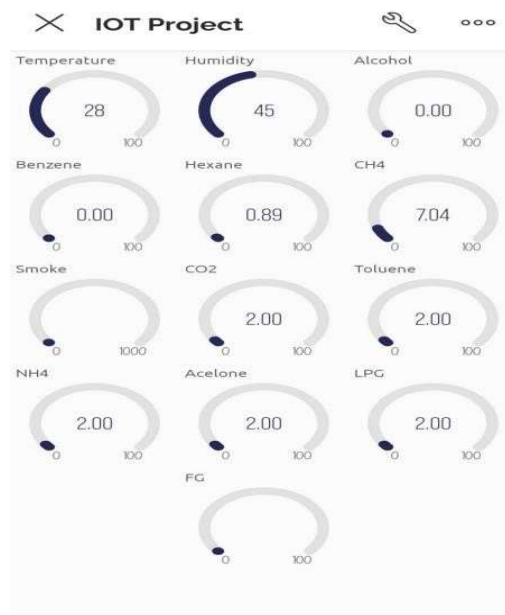 IOT Project
Temperature Humidity Alcohol
28 45 0.00
0 100 0 100 0 100
Benzene Hexane CH4
0.00 0.89 7.04
0 100 0 100 0 100
Smoke CO2 Toluene
2.00 2.00
0 1000 0 100 0 100
NH4 Acelone LPG
2.00 2.00 2.00
0 100 0 100 0 100
FG
0 100